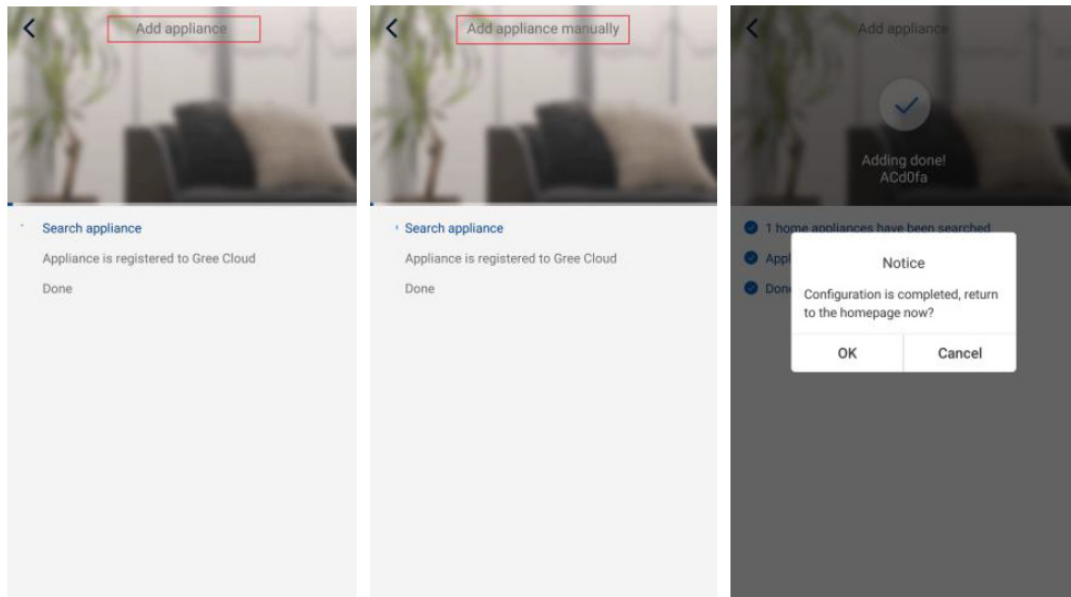 Add appliance
Search appliance
Appliance is registered to Gree Cloud
Done
Add appliance manually
Search appliance
Appliance is registered to Gree Cloud
Done
Add appliance
Adding done!
ACd0fa
1 home appliances have been searched
Appl
Done
Notice
Configuration is completed, return
to the homepage now?
OK Cancel